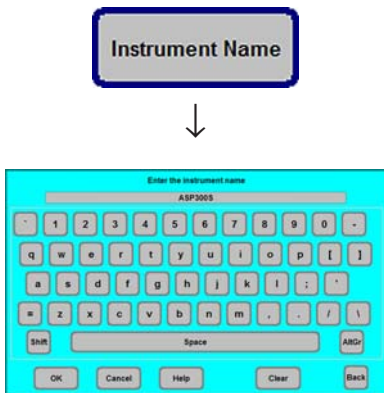 Instrument Name
Enter the instrument name
ASP300S
` 1 2 3 4 5 6 7 8 9 0 -
q w e r t y u i o p [ ]
a s d f g h j k l ; '
= z x c v b n m , . / \
Shift Space AltGr
OK Cancel Help Clear Back